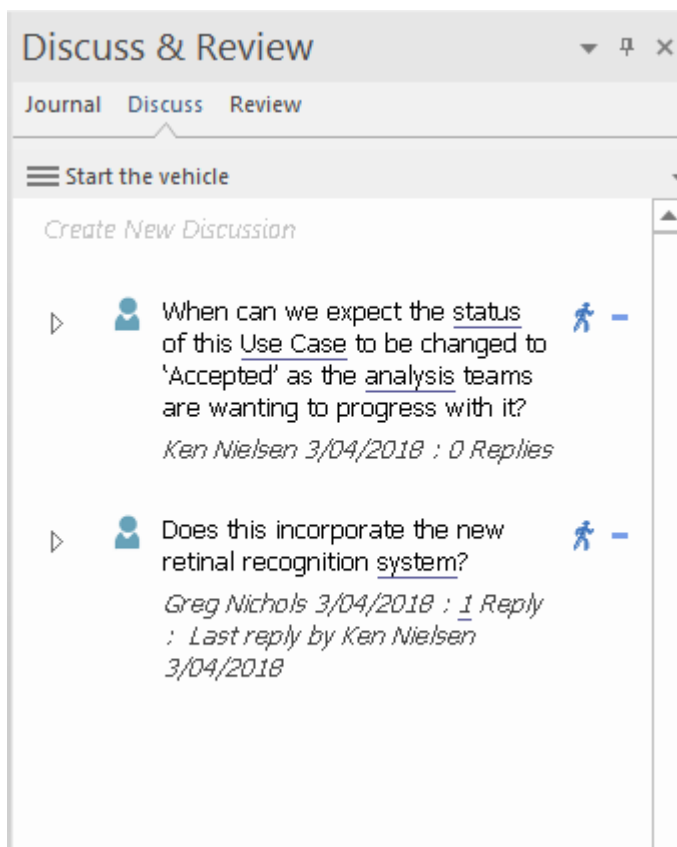 Discuss & Review
Journal Discuss Review
Start the vehicle
Create New Discussion
When can we expect the status
of this Use Case to be changed to
'Accepted' as the analysis teams
are wanting to progress with it?
Ken Nielsen 3/04/2018 : 0 Replies
Does this incorporate the new
retinal recognition system?
Greg Nichols 3/04/2018 : 1 Reply
: Last reply by Ken Nielsen
3/04/2018